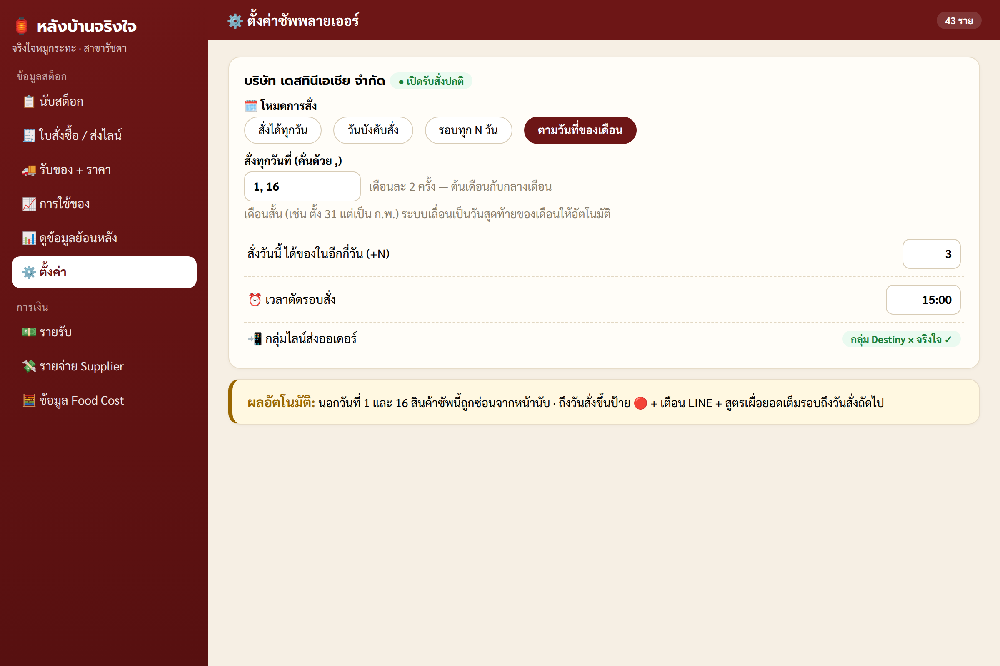 หลังบ้านจริงใจ
จริงใจหมูกระทะ · สาขารัชดา
ข้อมูลสต็อก
นับสต็อก
ใบสั่งซื้อ / ส่งไลน์
รับของ + ราคา
การใช้ของ
ดูข้อมูลย้อนหลัง
ตั้งค่า
การเงิน
รายรับ
รายจ่าย Supplier
ข้อมูล Food Cost
ตั้งค่าซัพพลายเออร์
43 ราย
บริษัท เดสทินีเอเชีย จำกัด ● เปิดรับสั่งปกติ
โหมดการสั่ง
สั่งได้ทุกวัน วันบังคับสั่ง รอบทุก N วัน ตามวันที่ของเดือน
สั่งทุกวันที่ (คั่นด้วย ,)
1, 16 เดือนละ 2 ครั้ง — ต้นเดือนกับกลางเดือน
เดือนสั้น (เช่น ตั้ง 31 แต่เป็น ก.พ.) ระบบเลื่อนเป็นวันสุดท้ายของเดือนให้อัตโนมัติ
สั่งวันนี้ ได้ของในอีกกี่วัน (+N) 3
เวลาตัดรอบสั่ง 15:00
กลุ่มไลน์ส่งออเดอร์ กลุ่ม Destiny × จริงใจ ✓
ผลอัตโนมัติ: นอกวันที่ 1 และ 16 สินค้าซัพนี้ถูกซ่อนจากหน้านับ · ถึงวันสั่งขึ้นป้าย 🔴 + เตือน LINE + สูตรเผื่อยอดเต็มรอบถึงวันสั่งถัดไป